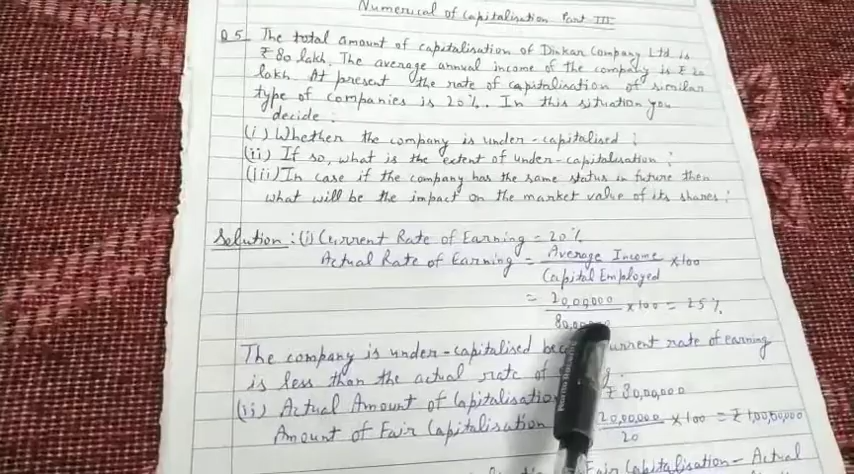 Numerical of Capitalisation Part III
Q5 The total amount of capitalisation of Dinkar Company Ltd is
₹80 lakh. The average annual income of the company is ₹ 20
lakh. At present the rate of capitalisation of similar
type of companies is 20%. In this situation you
decide :
(i) Whether the company is under-capitalised ;
(ii) If so, what is the extent of under-capitalisation ;
(iii) In case if the company has the same status in future then
what will be the impact on the market value of its shares ;
Solution : (i) Current Rate of Earning = 20%
Actual Rate of Earning = Average Income / Capital Employed × 100
= 20,00,000 / 80,00,000 × 100 = 25%
The company is under-capitalised current rate of earning
is less than the actual rate of
(ii) Actual Amount of Capitalisation ₹ 80,00,000
Amount of Fair Capitalisation 20,00,000 / 20 × 100 = ₹ 1,00,00,000
Fair Capitalisation - Actual